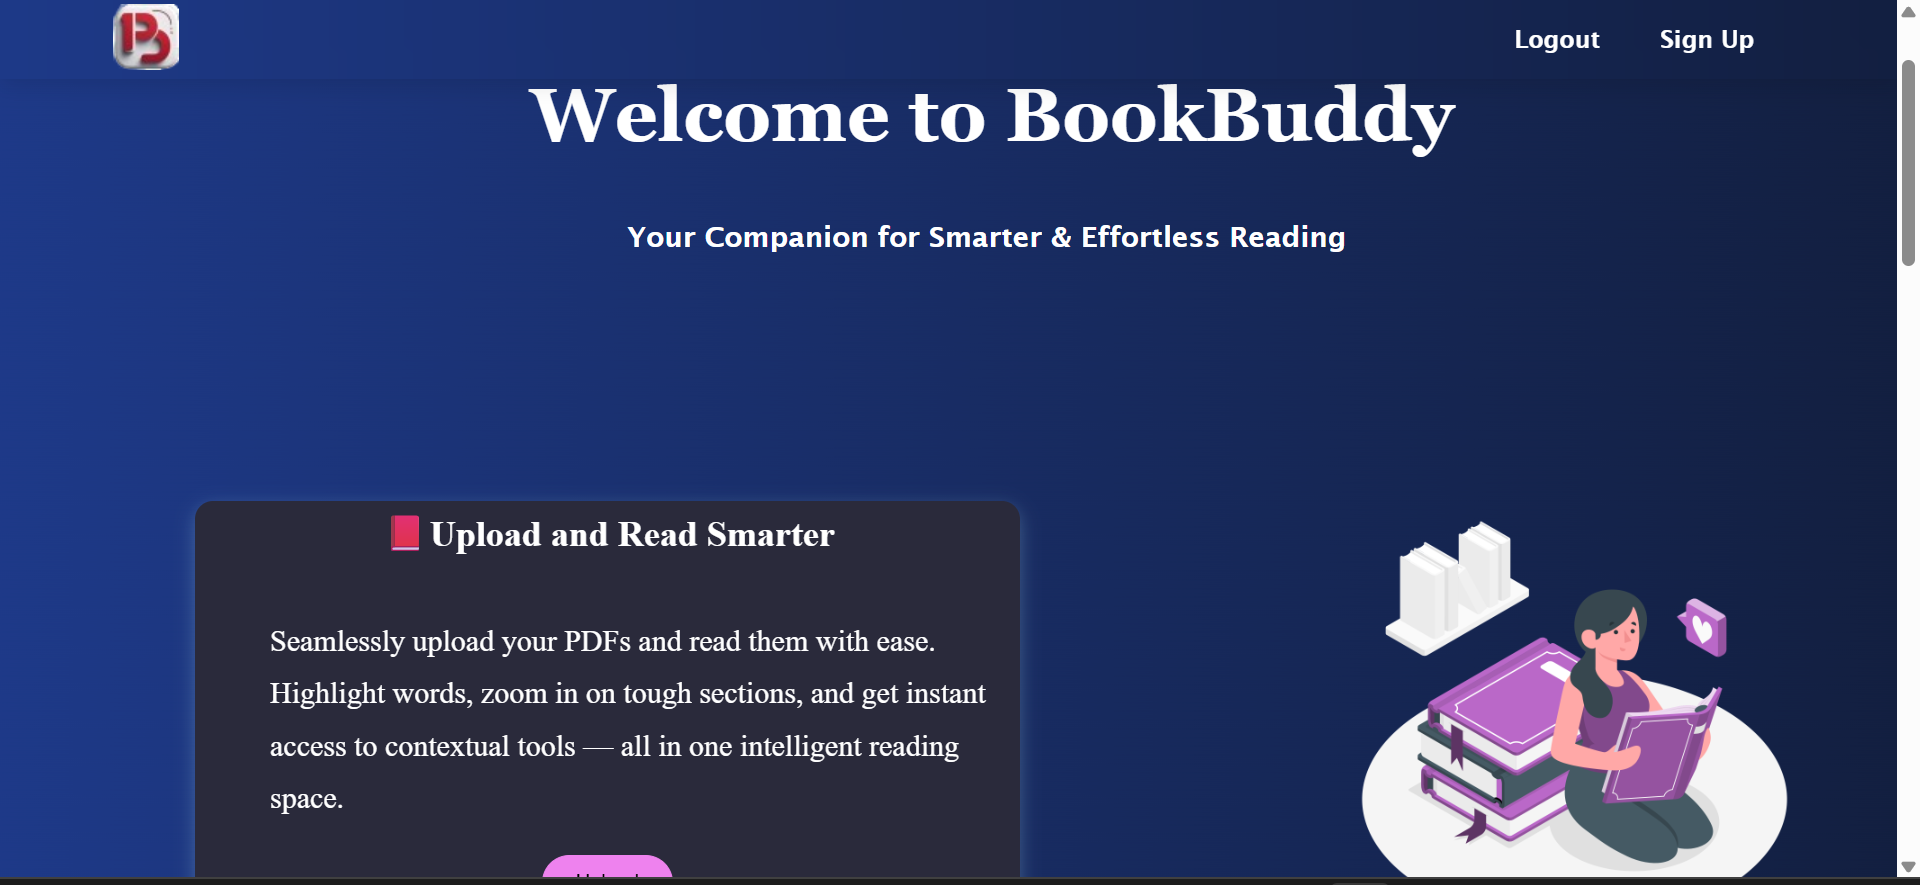 Logout Sign Up
Welcome to BookBuddy
Your Companion for Smarter & Effortless Reading
Upload and Read Smarter
Seamlessly upload your PDFs and read them with ease.
Highlight words, zoom in on tough sections, and get instant
access to contextual tools — all in one intelligent reading
space.